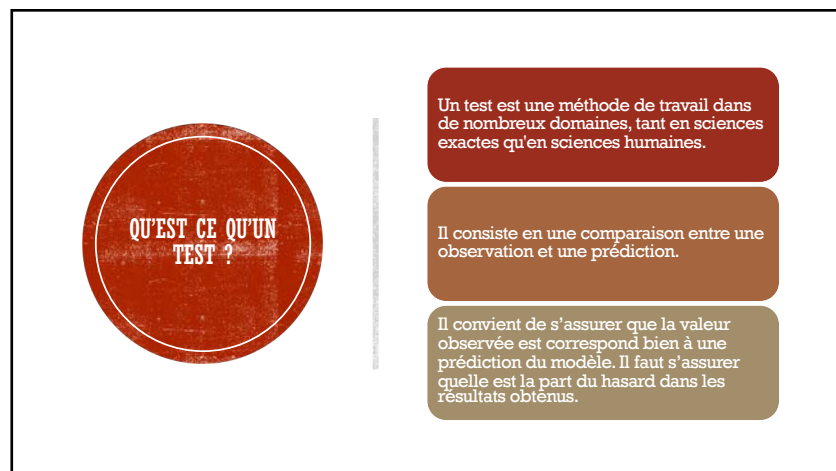 QU'EST CE QU'UN
TEST ?
Un test est une méthode de travail dans
de nombreux domaines, tant en sciences
exactes qu'en sciences humaines.
Il consiste en une comparaison entre une
observation et une prédiction.
Il convient de s'assurer que la valeur
observée est correspond bien à une
prédiction du modèle. Il faut s'assurer
quelle est la part du hasard dans les
résultats obtenus.